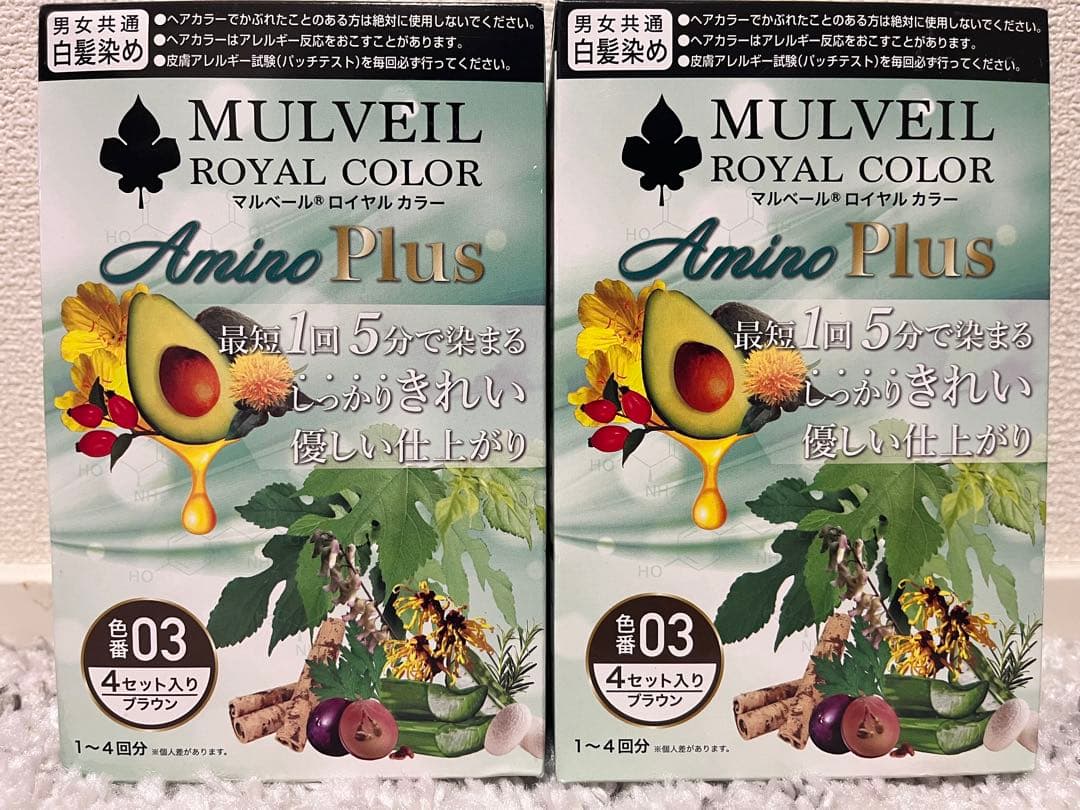 男女共通
白髪染め
●ヘアカラーでかぶれたことのある方は絶対に使用しないでください。
●ヘアカラーはアレルギー反応をおこすことがあります。
●皮膚アレルギー試験(パッチテスト)を毎回必ず行ってください。
MULVEIL
ROYAL COLOR
マルベール® ロイヤル カラー
Amino Plus
最短1回5分で染まる
しっかりきれい
優しい仕上がり
HO
NH
HO
色番03
4セット入り
ブラウン
1〜4回分 ※個人差があります。
男女共通
白髪染め
●ヘアカラーでかぶれたことのある方は絶対に使用しないでください。
●ヘアカラーはアレルギー反応をおこすことがあります。
●皮膚アレルギー試験(パッチテスト)を毎回必ず行ってください。
MULVEIL
ROYAL COLOR
マルベール® ロイヤル カラー
Amino Plus
最短1回5分で染まる
しっかりきれい
優しい仕上がり
HO
NH
HO
色番03
4セット入り
ブラウン
1〜4回分 ※個人差があります。